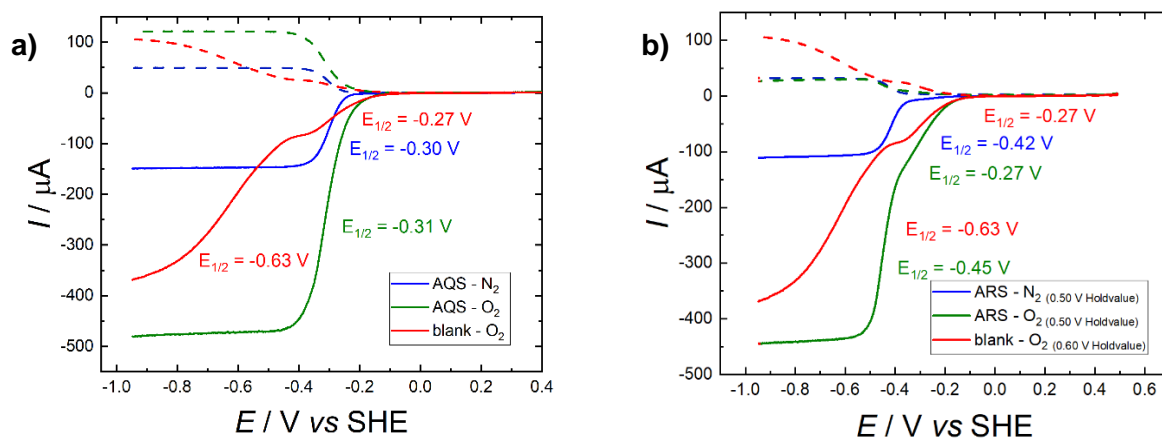 a)
100
0
-100
-200
-300
-400
-500
I / μA
E1/2 = -0.27 V
E1/2 = -0.30 V
E1/2 = -0.31 V
E1/2 = -0.63 V
AQS - N2
AQS - O2
blank - O2
-1.0 -0.8 -0.6 -0.4 -0.2 0.0 0.2 0.4
E / V vs SHE
b)
100
0
-100
-200
-300
-400
-500
I / μA
E1/2 = -0.27 V
E1/2 = -0.42 V
E1/2 = -0.27 V
E1/2 = -0.63 V
E1/2 = -0.45 V
ARS - N2 (0.50 V Holdvalue)
ARS - O2 (0.50 V Holdvalue)
blank - O2 (0.60 V Holdvalue)
-1.0 -0.8 -0.6 -0.4 -0.2 0.0 0.2 0.4
E / V vs SHE